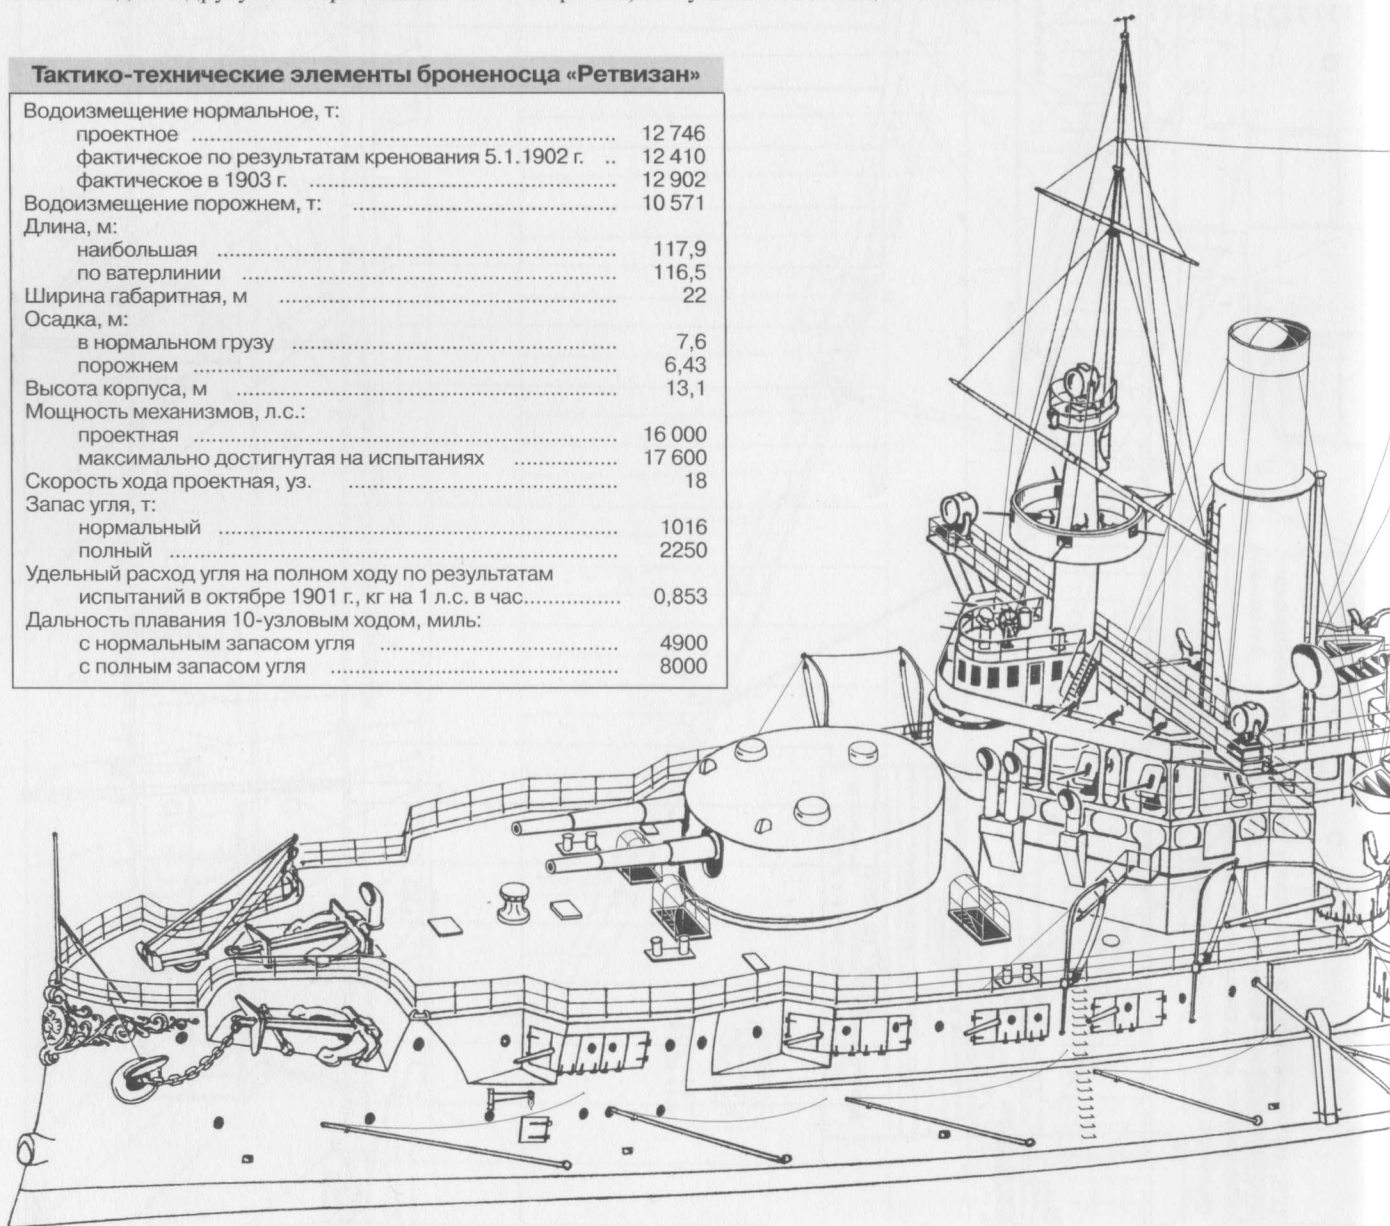 Тактико-технические элементы броненосца «Ретвизан»
Водоизмещение нормальное, т:
проектное 12 746
фактическое по результатам кренования 5.1.1902 г. 12 410
фактическое в 1903 г. 12 902
Водоизмещение порожнем, т: 10 571
Длина, м:
наибольшая 117,9
по ватерлинии 116,5
Ширина габаритная, м 22
Осадка, м:
в нормальном грузу 7,6
порожнем 6,43
Высота корпуса, м 13,1
Мощность механизмов, л.с.:
проектная 16 000
максимально достигнутая на испытаниях 17 600
Скорость хода проектная, уз. 18
Запас угля, т:
нормальный 1016
полный 2250
Удельный расход угля на полном ходу по результатам
испытаний в октябре 1901 г., кг на 1 л.с. в час 0,853
Дальность плавания 10-узловым ходом, миль:
с нормальным запасом угля 4900
с полным запасом угля 8000